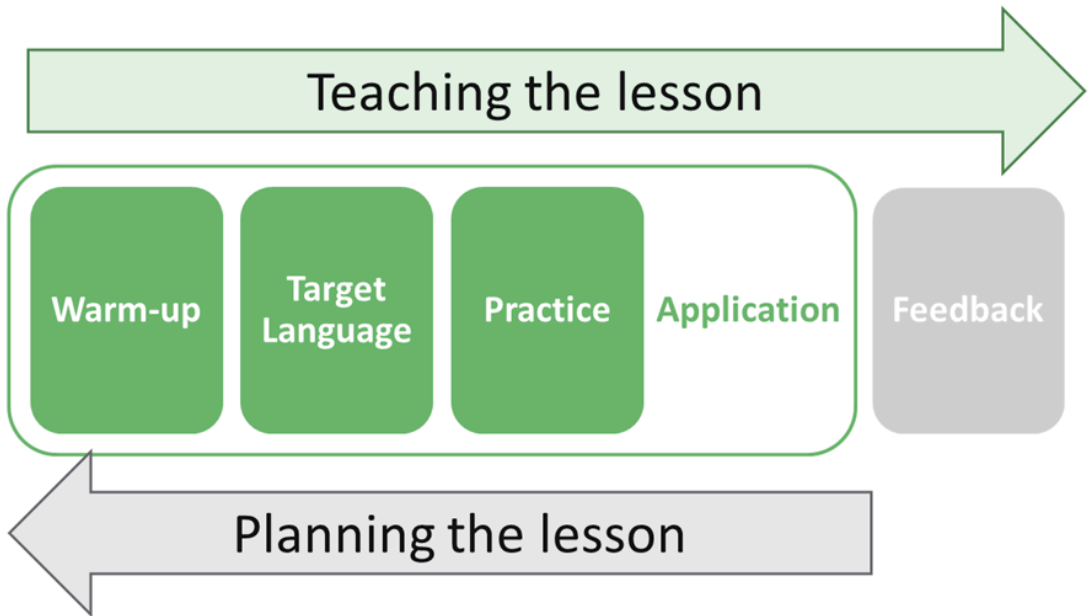 Teaching the lesson
Warm-up
Target
Language
Practice
Application
Feedback
Planning the lesson